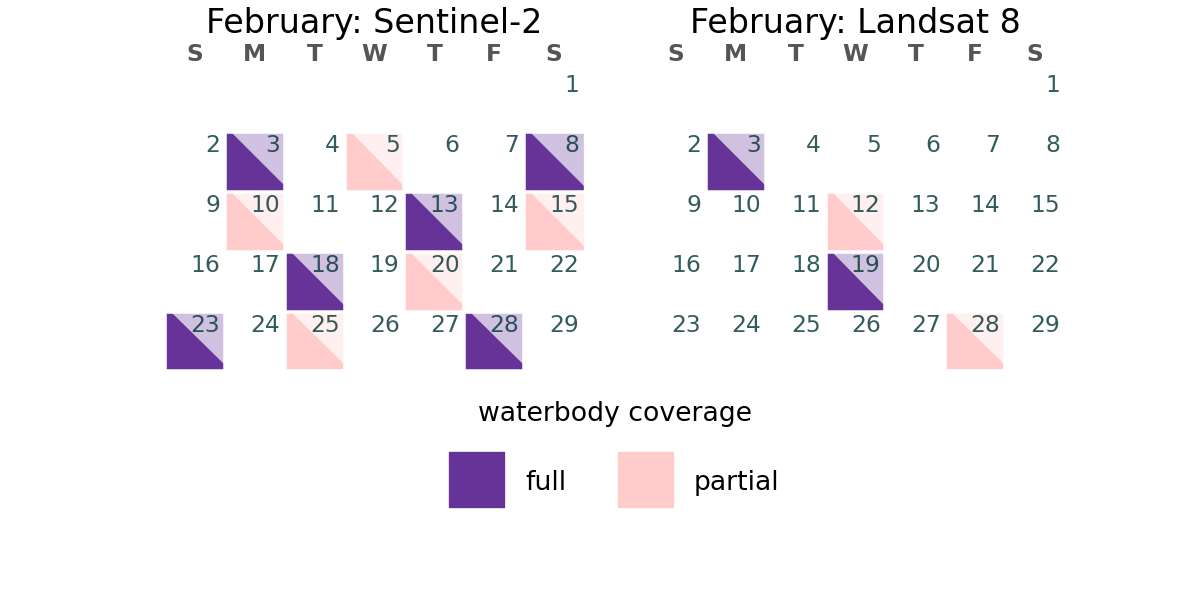 February: Sentinel-2
S M T W T F S
1
2 3 4 5 6 7 8
9 10 11 12 13 14 15
16 17 18 19 20 21 22
23 24 25 26 27 28 29
February: Landsat 8
S M T W T F S
1
2 3 4 5 6 7 8
9 10 11 12 13 14 15
16 17 18 19 20 21 22
23 24 25 26 27 28 29
waterbody coverage
full
partial